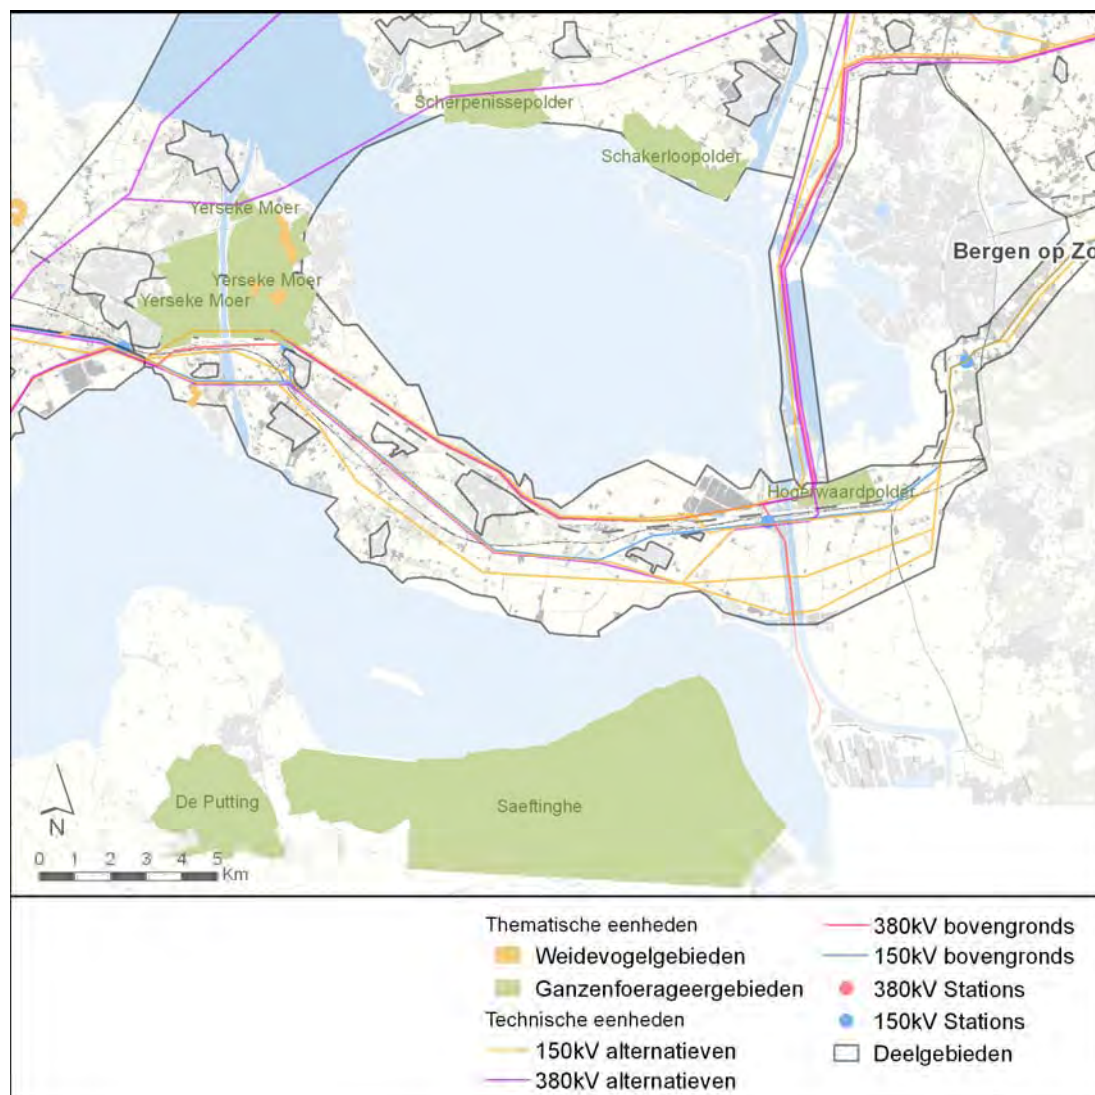 Scherpenissepolder
Schakerloopolder
Yerseke Moer
Bergen op Zo
Yerseke Moer
Yerseke Moer
Hogerwaardpolder
De Putting
Saeftinghe
N
0 1 2 3 4 5
Km
Thematische eenheden
Weidevogelgebieden
Ganzenfoerageergebieden
Technische eenheden
150kV alternatieven
380kV alternatieven
380kV bovengronds
150kV bovengronds
380kV Stations
150kV Stations
Deelgebieden